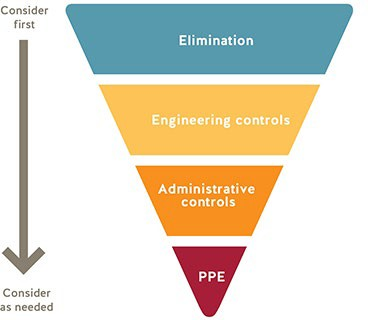 Consider
first
Elimination
Engineering controls
Administrative
controls
PPE
Consider
as needed